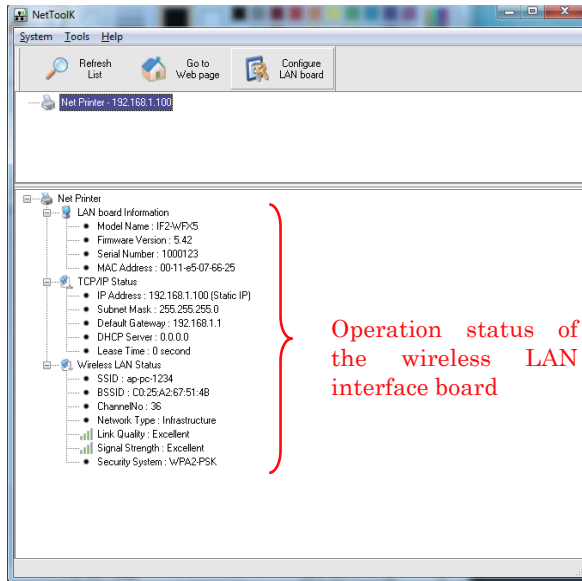 NetToolK
System Tools Help
Refresh List
Go to Web page
Configure LAN board
Net Printer - 192.168.1.100
Net Printer
LAN board Information
Model Name : IF2-WFX5
Firmware Version : 5.42
Serial Number : 1000123
MAC Address : 00-11-e5-07-66-25
TCP/IP Status
IP Address : 192.168.1.100 (Static IP)
Subnet Mask : 255.255.255.0
Default Gateway : 192.168.1.1
DHCP Server : 0.0.0.0
Lease Time : 0 second
Wireless LAN Status
SSID : ap-pc-1234
BSSID : C0:25:A2:67:51:4B
ChannelNo : 36
Network Type : Infrastructure
Link Quality : Excellent
Signal Strength : Excellent
Security System : WPA2-PSK
Operation status of
the wireless LAN
interface board